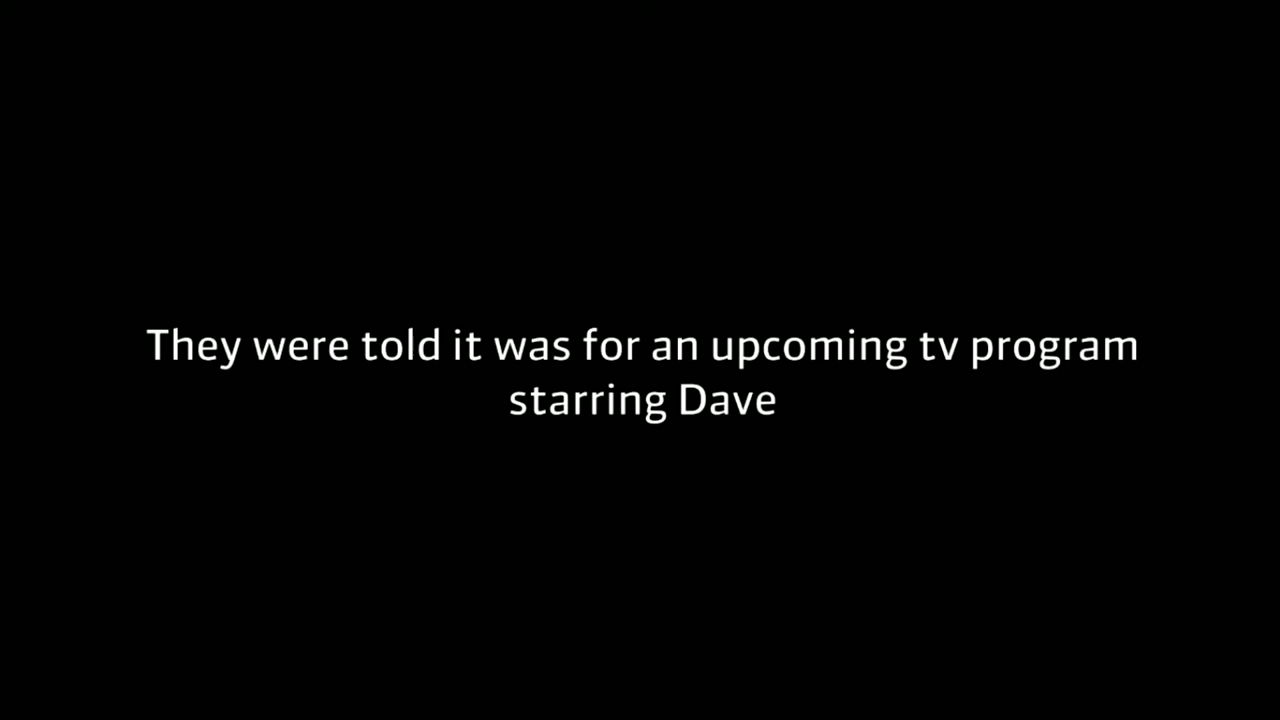 They were told it was for an upcoming tv program
starring Dave